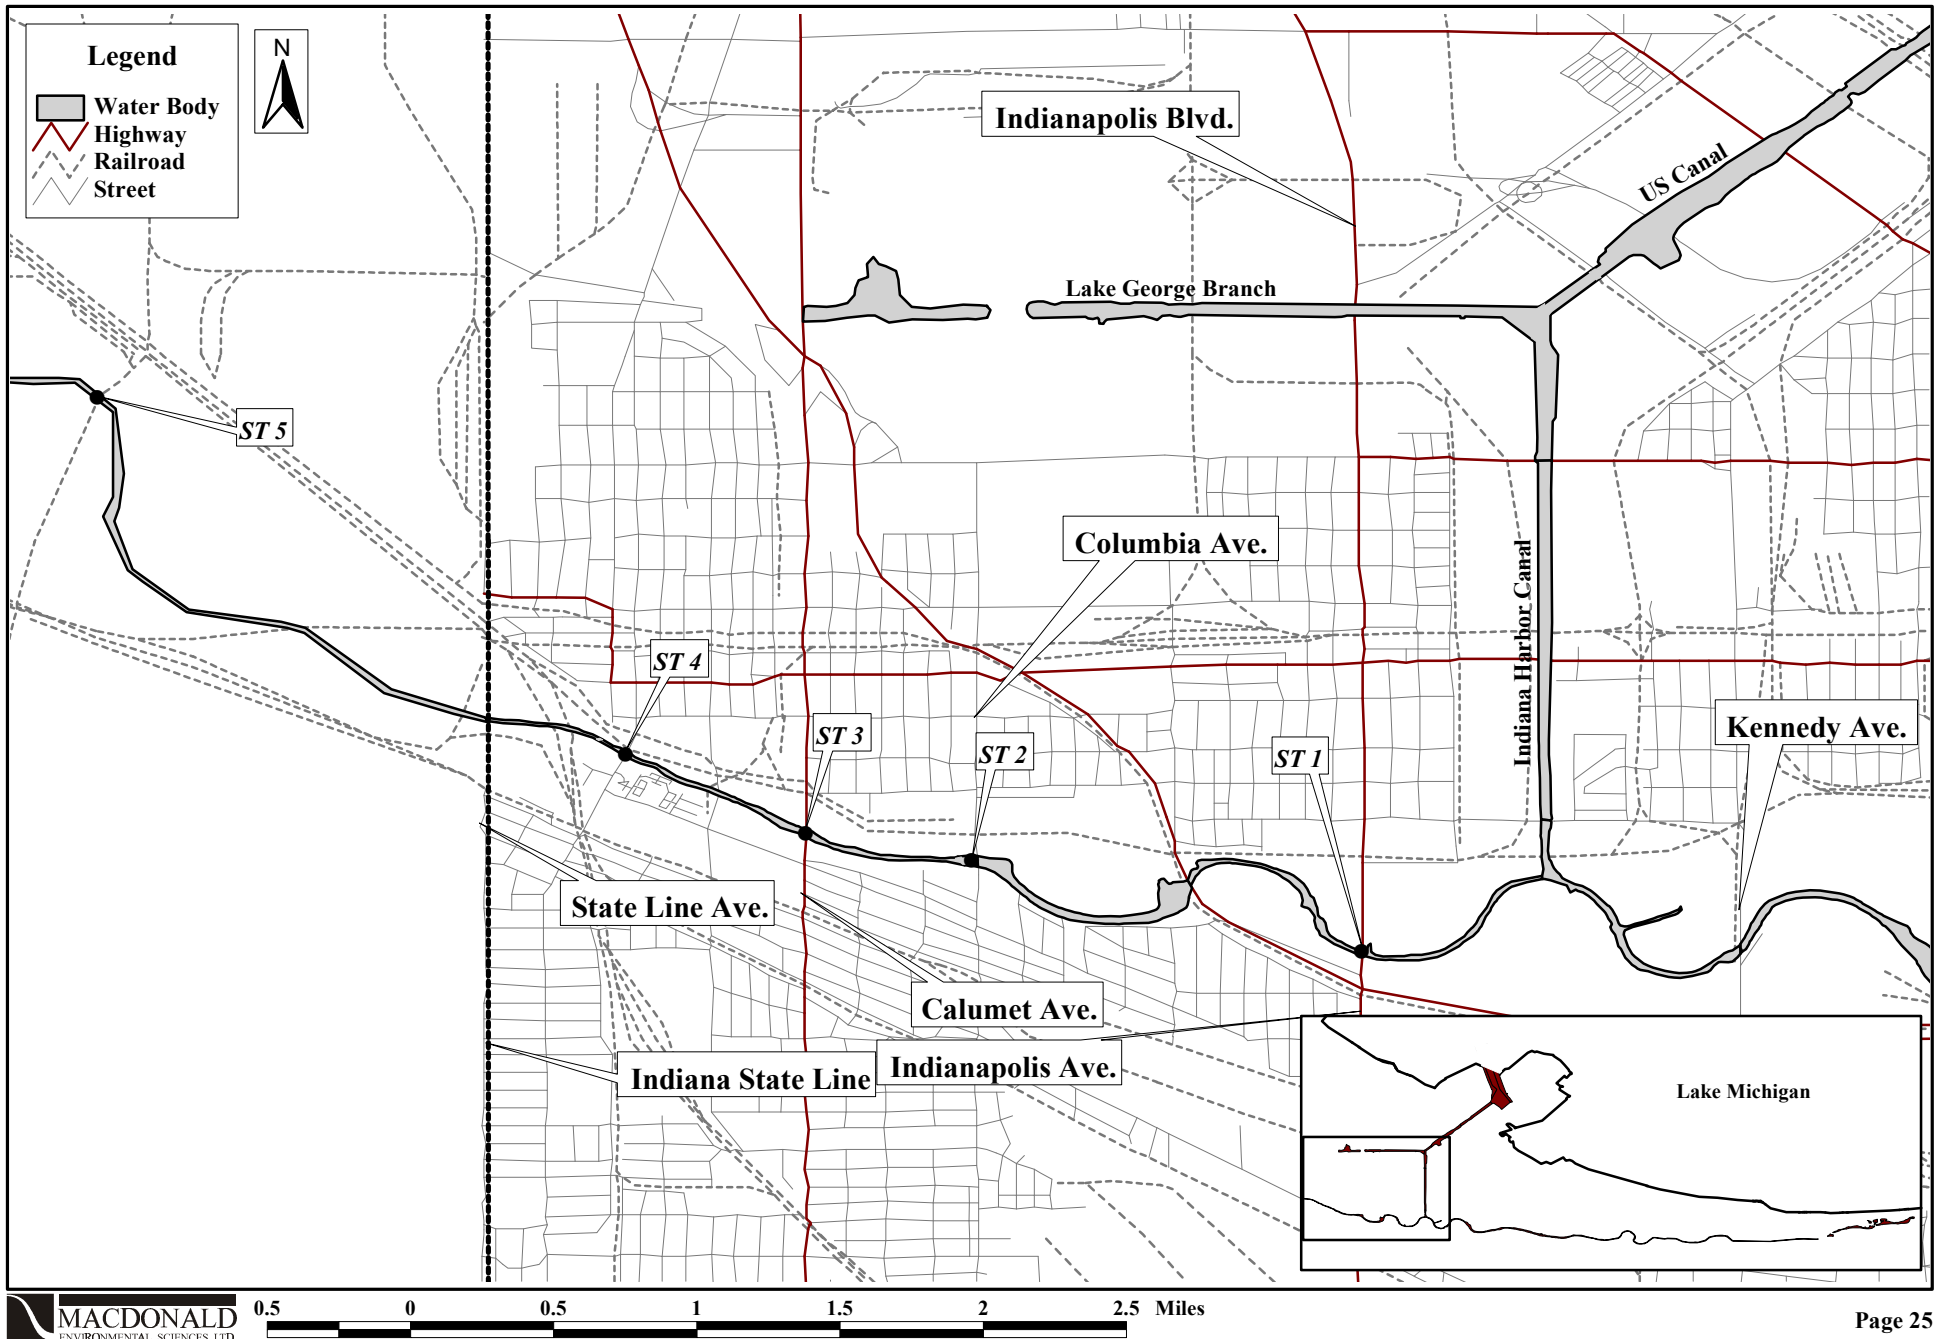 Legend
Water Body
Highway
Railroad
Street
N
Indianapolis Blvd.
US Canal
Lake George Branch
ST 5
Columbia Ave.
Indiana Harbor Canal
ST 4
ST 3
ST 2
ST 1
Kennedy Ave.
State Line Ave.
Calumet Ave.
Indianapolis Ave.
Indiana State Line
Lake Michigan
MACDONALD
ENVIRONMENTAL SCIENCES LTD
0.5 0 0.5 1 1.5 2 2.5 Miles
Page 25